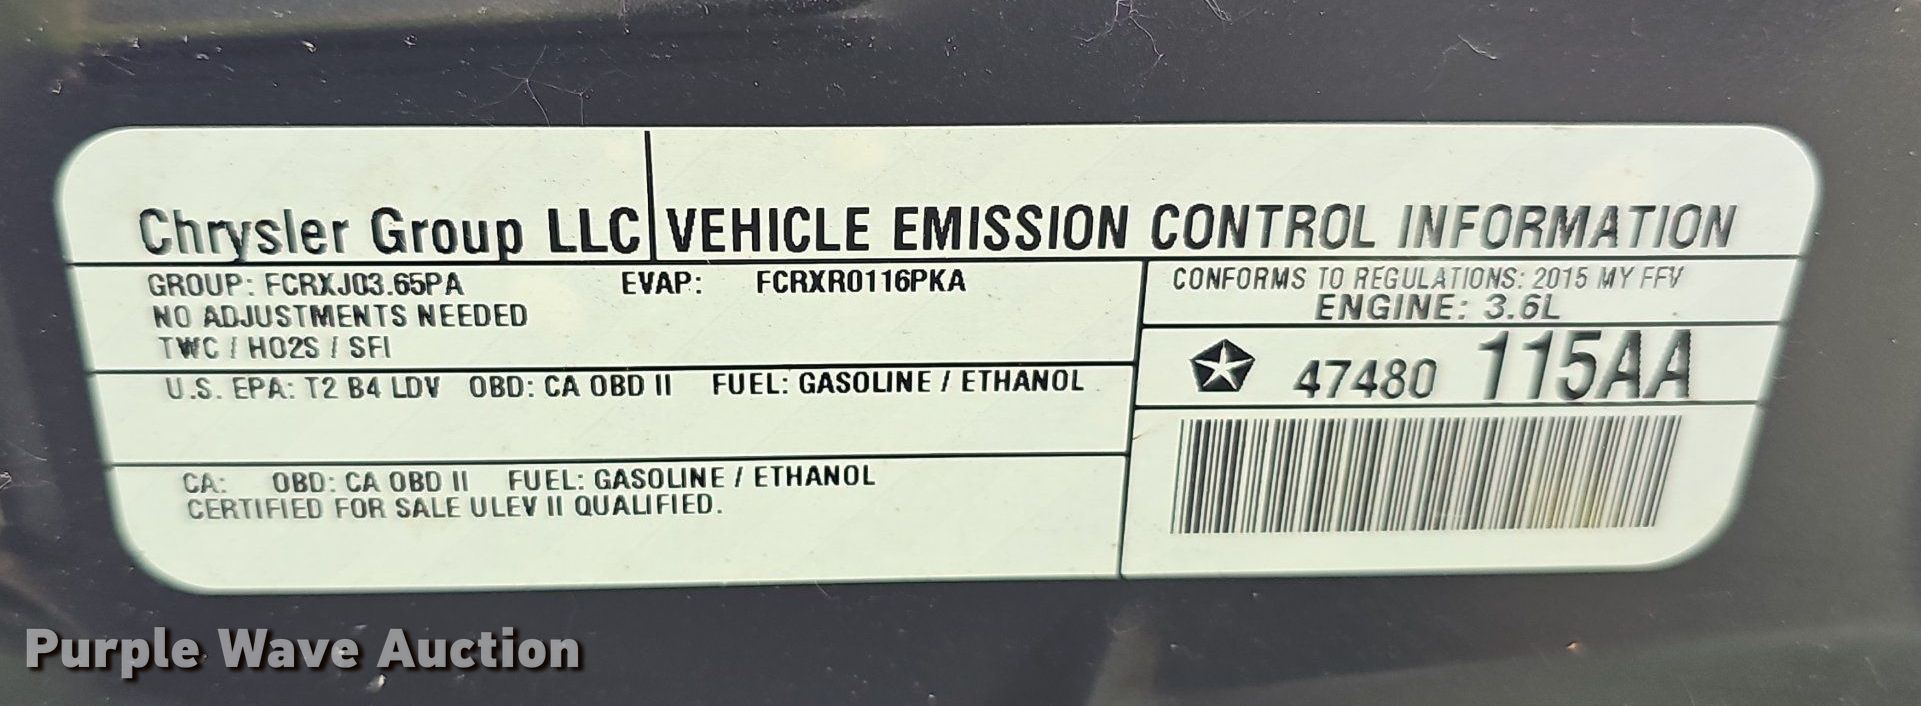 Chrysler Group LLC VEHICLE EMISSION CONTROL INFORMATION
GROUP: FCRXJ03.65PA EVAP: FCRXR0116PKA
NO ADJUSTMENTS NEEDED
TWC / HO2S / SFI
CONFORMS TO REGULATIONS: 2015 MY FFV
ENGINE: 3.6L
47480 115AA
U.S. EPA: T2 B4 LDV OBD: CA OBD II FUEL: GASOLINE / ETHANOL
CA: OBD: CA OBD II FUEL: GASOLINE / ETHANOL
CERTIFIED FOR SALE ULEV II QUALIFIED.
Purple Wave Auction